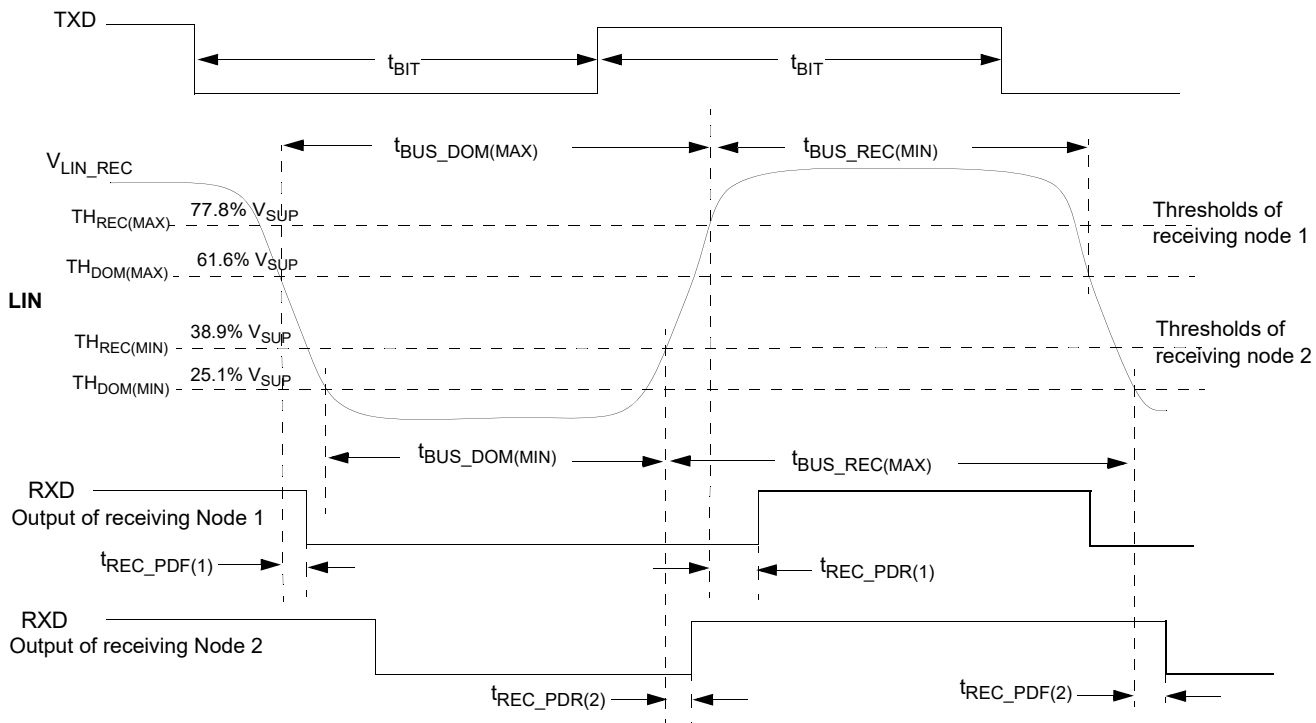 TXD
tBIT
tBIT
tBUS_DOM(MAX)
tBUS_REC(MIN)
VLIN_REC
THREC(MAX) 77.8% VSUP
Thresholds of
receiving node 1
THDOM(MAX) 61.6% VSUP
LIN
THREC(MIN) 38.9% VSUP
Thresholds of
receiving node 2
THDOM(MIN) 25.1% VSUP
tBUS_DOM(MIN)
tBUS_REC(MAX)
RXD
Output of receiving Node 1
tREC_PDF(1)
tREC_PDR(1)
RXD
Output of receiving Node 2
tREC_PDR(2)
tREC_PDF(2)